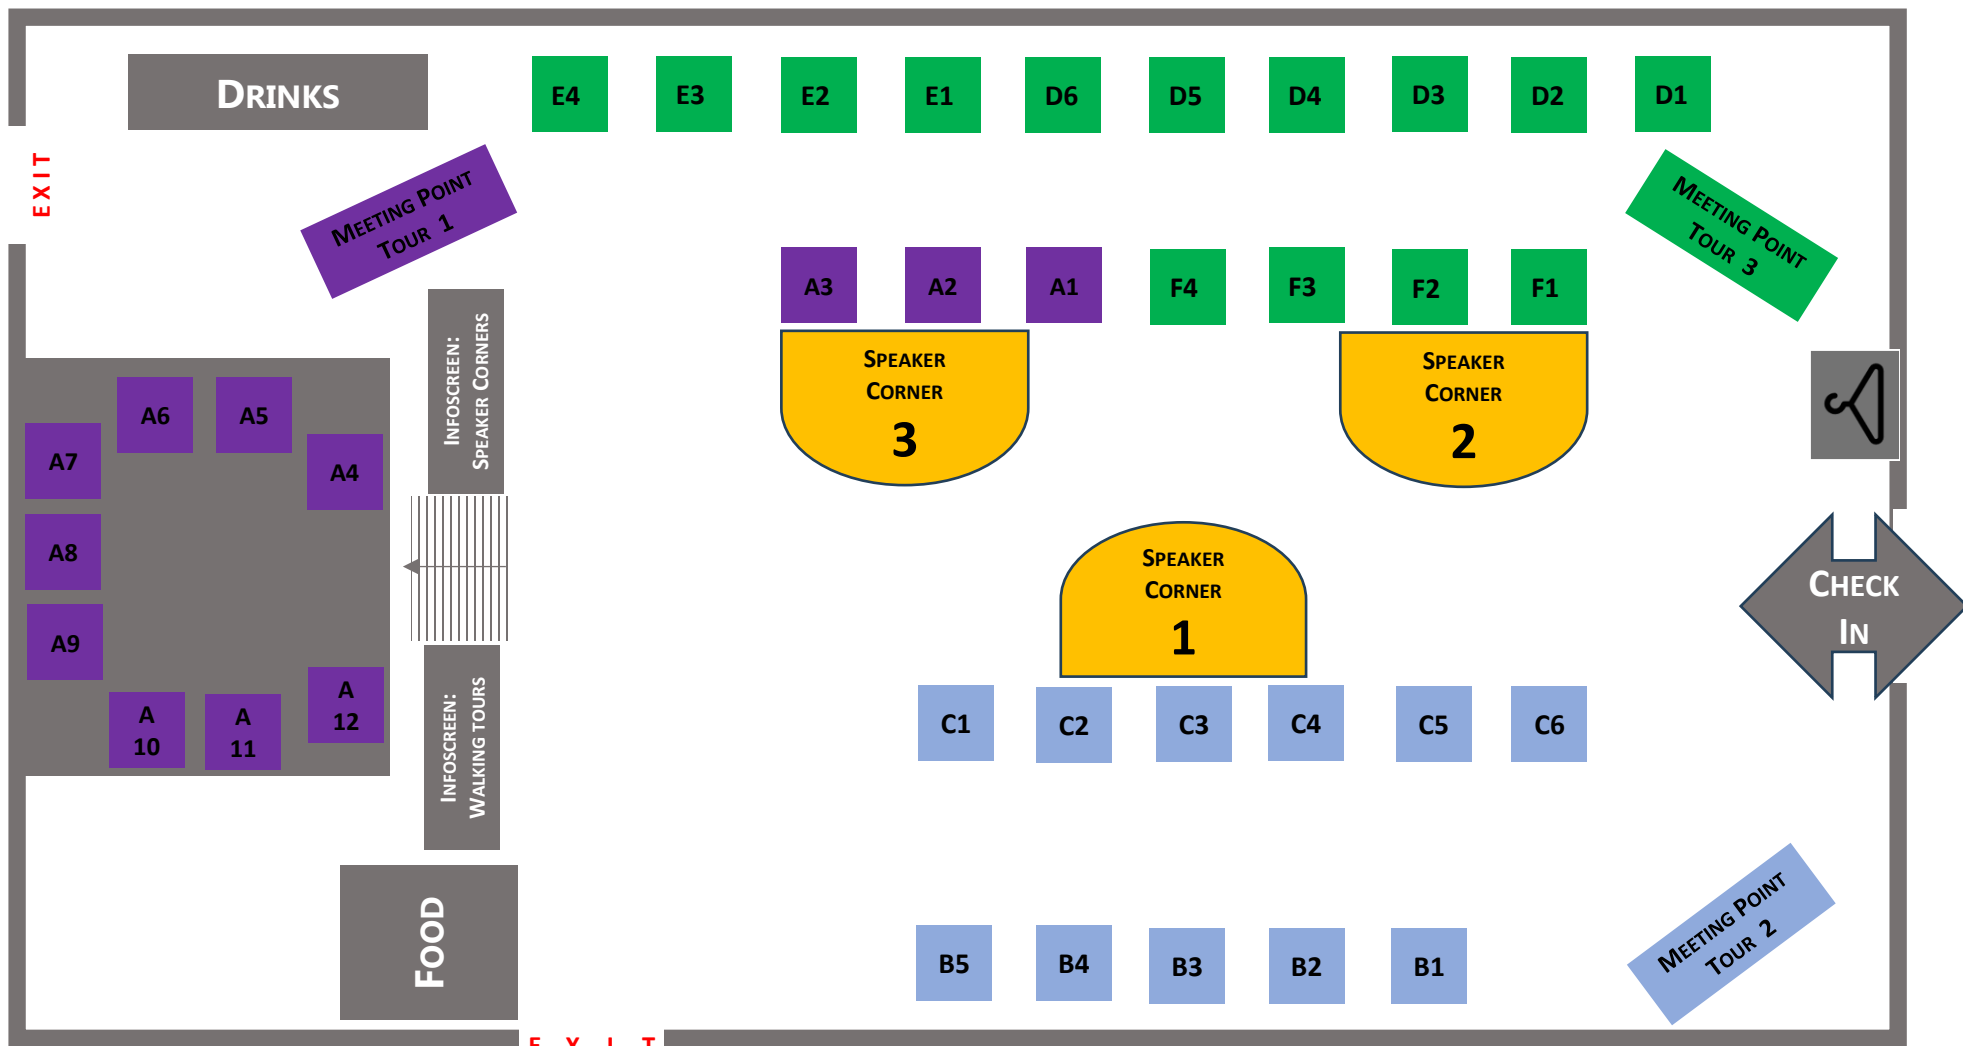 DRINKS
E4
E3
E2
E1
D6
D5
D4
D3
D2
D1
EXIT
MEETING POINT
TOUR 1
MEETING POINT
TOUR 3
A3
A2
A1
F4
F3
F2
F1
INFOSCREEN:
SPEAKER CORNERS
SPEAKER
CORNER
3
SPEAKER
CORNER
2
A6
A5
A7
A4
A8
A9
A
10
A
11
A
12
SPEAKER
CORNER
1
CHECK
IN
INFOSCREEN:
WALKING TOURS
C1
C2
C3
C4
C5
C6
FOOD
B5
B4
B3
B2
B1
MEETING POINT
TOUR 2
EXIT